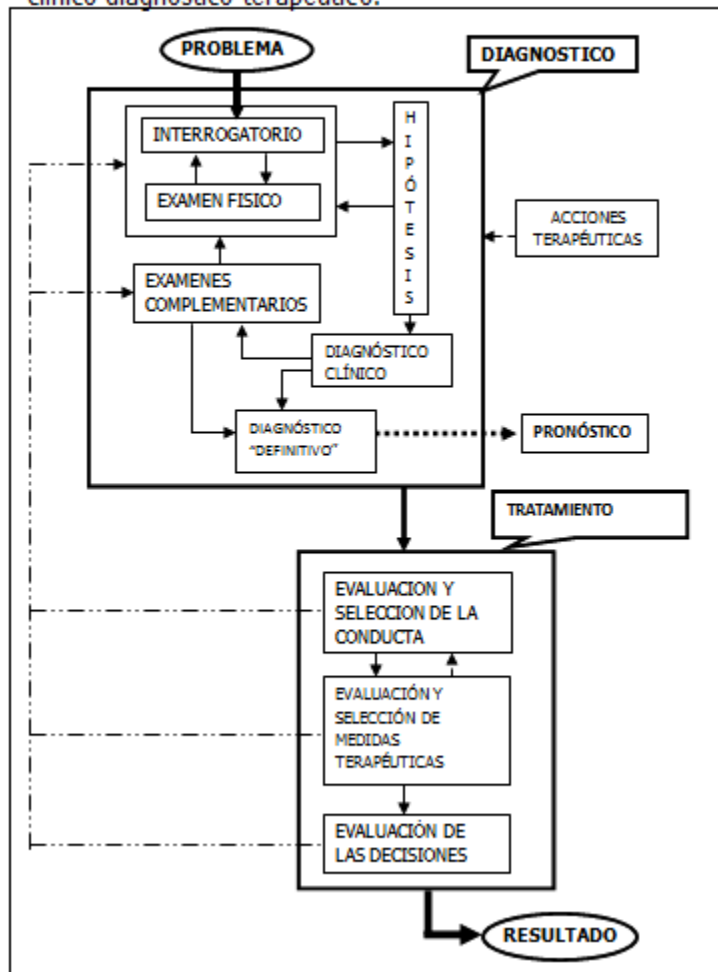 clínico diagnóstico terapéutico.
PROBLEMA
DIAGNOSTICO
INTERROGATORIO
EXAMEN FISICO
H
I
P
Ó
T
E
S
I
S
ACCIONES
TERAPÉUTICAS
EXAMENES
COMPLEMENTARIOS
DIAGNÓSTICO
CLÍNICO
DIAGNÓSTICO
"DEFINITIVO"
PRONÓSTICO
TRATAMIENTO
EVALUACION Y
SELECCION DE LA
CONDUCTA
EVALUACIÓN Y
SELECCIÓN DE
MEDIDAS
TERAPÉUTICAS
EVALUACIÓN DE
LAS DECISIONES
RESULTADO